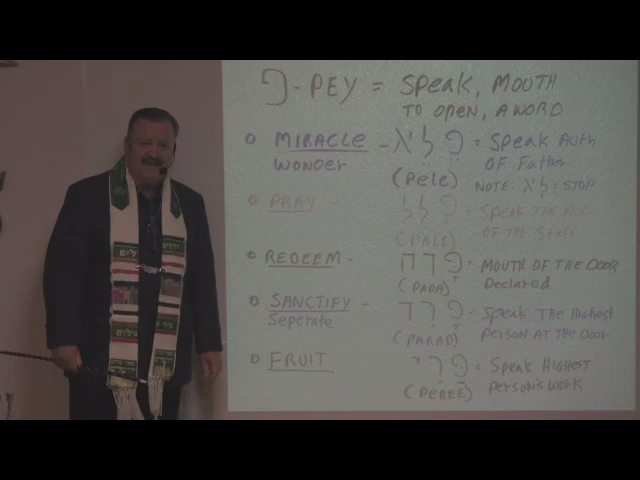 פ - PEY = Speak, MOUTH
TO OPEN, A WORD
MIRACLE - פלא = Speak Auth
Wonder (Pele) OF Father
NOTE: לא = STOP
PRAY פלל = Speak The Aut
(PALE) OF THE Staff
REDEEM - פדה = MOUTH OF THE DOOR
(PADA) Declared
SANCTIFY - פרד = Speak THE Highest
Seperate (PARAD) Person AT The Door
FRUIT פרי = Speak Highest
(PEREE) Person's Work